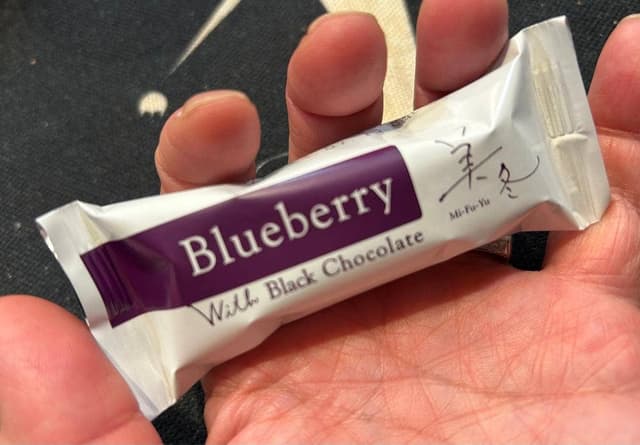 Blueberry
With Black Chocolate
美冬
Mi-Fu-Yu